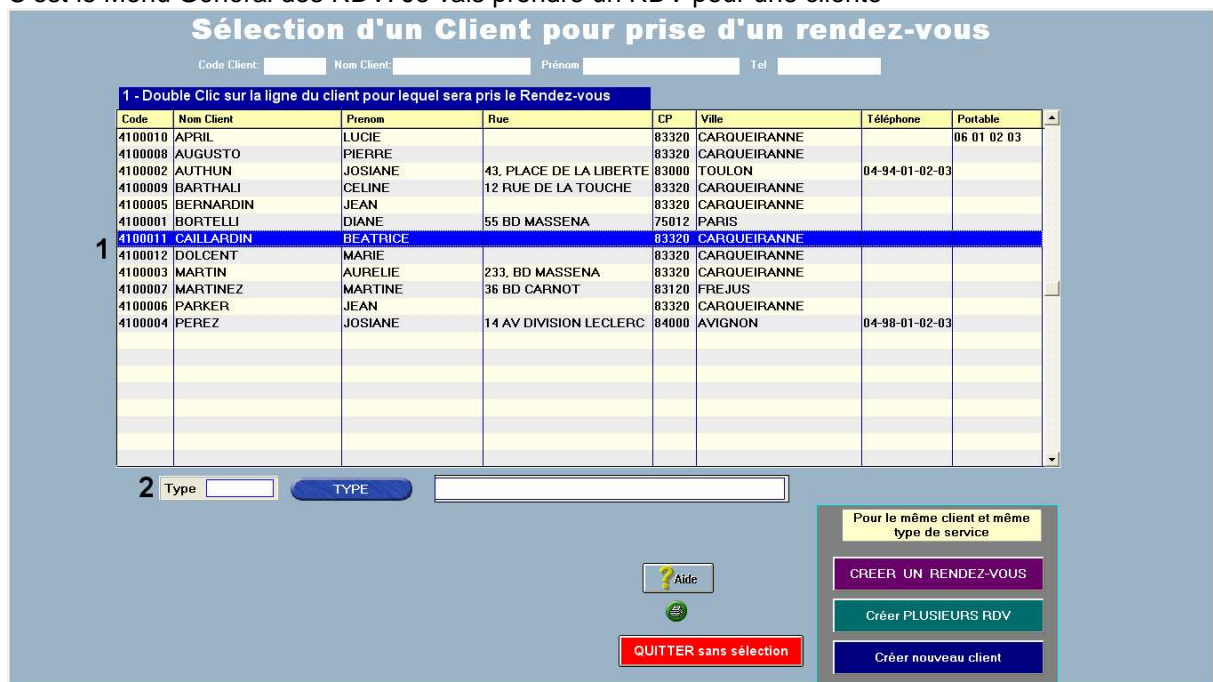 C'est le Menu Général des RDV. Je vais prendre un RDV pour une cliente
Sélection d'un Client pour prise d'un rendez-vous
Code Client: Nom Client: Prénom Tel
1 - Double Clic sur la ligne du client pour lequel sera pris le Rendez-vous
Code Nom Client Prenom Rue CP Ville Téléphone Portable
4100010 APRIL LUCIE 83320 CARQUEIRANNE 06 01 02 03
4100008 AUGUSTO PIERRE 83320 CARQUEIRANNE
4100002 AUTHUN JOSIANE 43, PLACE DE LA LIBERTE 83000 TOULON 04-94-01-02-03
4100009 BARTHALI CELINE 12 RUE DE LA TOUCHE 83320 CARQUEIRANNE
4100005 BERNARDIN JEAN 83320 CARQUEIRANNE
4100001 BORTELLI DIANE 55 BD MASSENA 75012 PARIS
1 4100011 CAILLARDIN BEATRICE 83320 CARQUEIRANNE
4100012 DOLCENT MARIE 83320 CARQUEIRANNE
4100003 MARTIN AURELIE 233, BD MASSENA 83320 CARQUEIRANNE
4100007 MARTINEZ MARTINE 36 BD CARNOT 83120 FREJUS
4100006 PARKER JEAN 83320 CARQUEIRANNE
4100004 PEREZ JOSIANE 14 AV DIVISION LECLERC 84000 AVIGNON 04-98-01-02-03
2 Type TYPE
Pour le même client et même
type de service
CREER UN RENDEZ-VOUS
Aide
Créer PLUSIEURS RDV
QUITTER sans sélection
Créer nouveau client